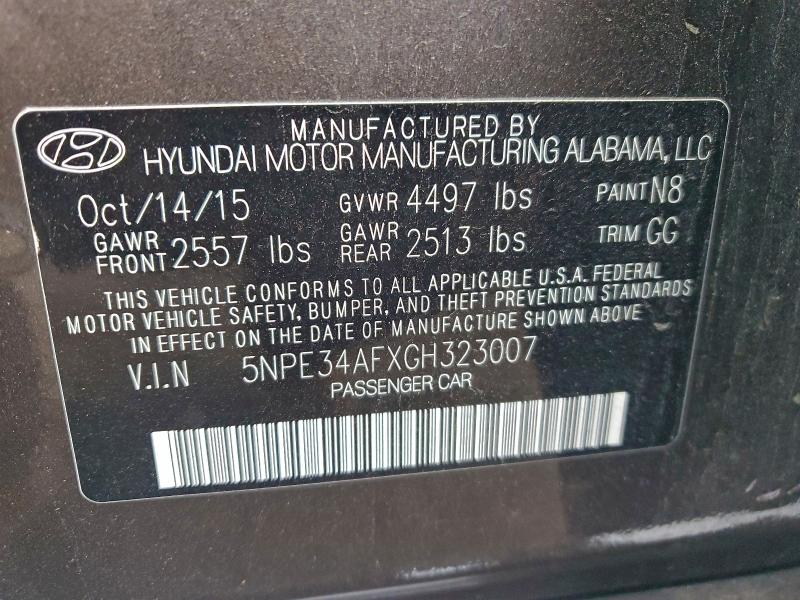 MANUFACTURED BY
HYUNDAI MOTOR MANUFACTURING ALABAMA, LLC
Oct/14/15 GVWR 4497 lbs PAINT N8
GAWR FRONT 2557 lbs GAWR REAR 2513 lbs TRIM GG
THIS VEHICLE CONFORMS TO ALL APPLICABLE U.S.A. FEDERAL
MOTOR VEHICLE SAFETY, BUMPER, AND THEFT PREVENTION STANDARDS
IN EFFECT ON THE DATE OF MANUFACTURE SHOWN ABOVE
V.I.N 5NPE34AFXGH323007
PASSENGER CAR